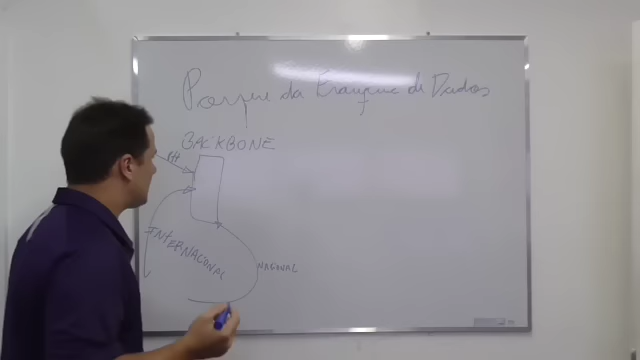 Porque da Franquia de Dados
BACKBONE
INTERNACIONAL
NACIONAL